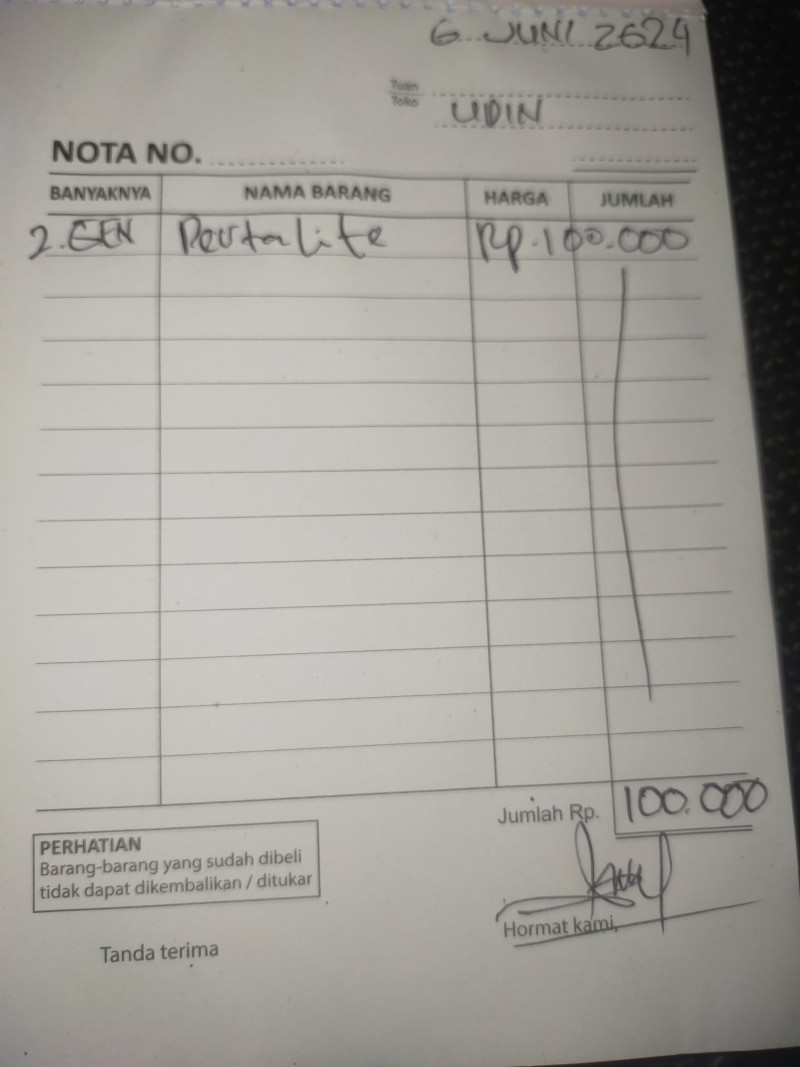 6 JUNI 2024
Tuan
Toko
UDIN
NOTA NO.
BANYAKNYA NAMA BARANG HARGA JUMLAH
2. GEN Pertalite Rp. 100.000
Jumlah Rp. 100.000
PERHATIAN
Barang-barang yang sudah dibeli
tidak dapat dikembalikan / ditukar
Hormat kami,
Tanda terima